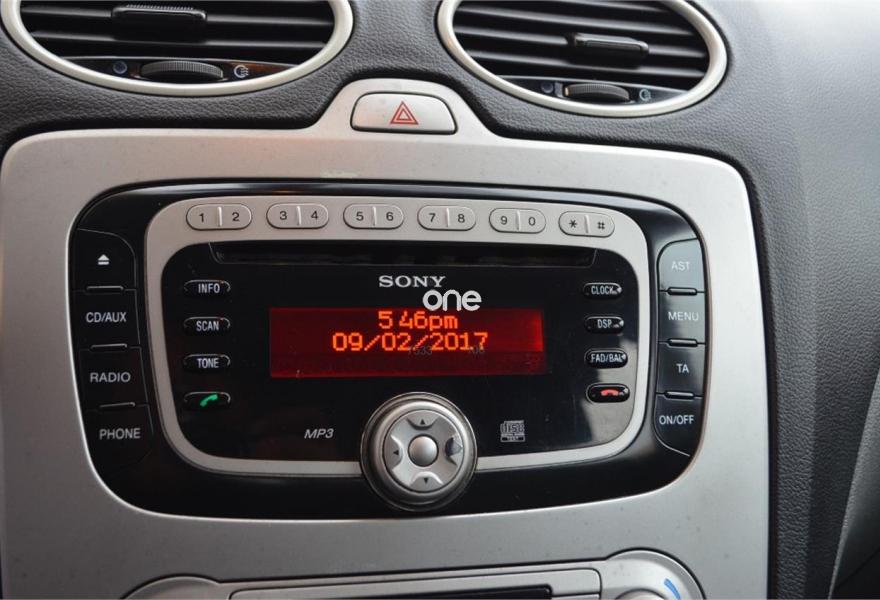 1 2 3 4 5 6 7 8 9 0 * #
AST
SONY
one
INFO
CLOCK
CD/AUX
MENU
5 46pm
SCAN
DSP
09/02/2017
TONE
FAD/BAL
RADIO
TA
PHONE
MP3
ON/OFF